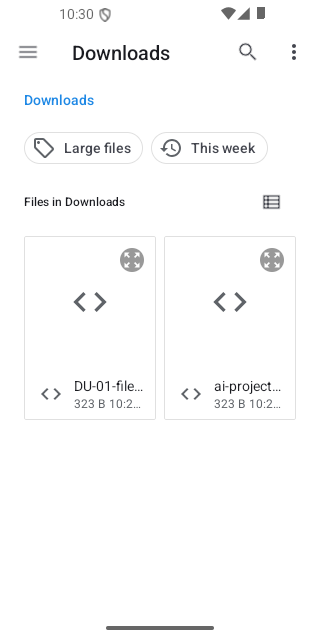 10:30
Downloads
Downloads
Large files
This week
Files in Downloads
DU-01-file...
323 B 10:2...
ai-project...
323 B 10:2...